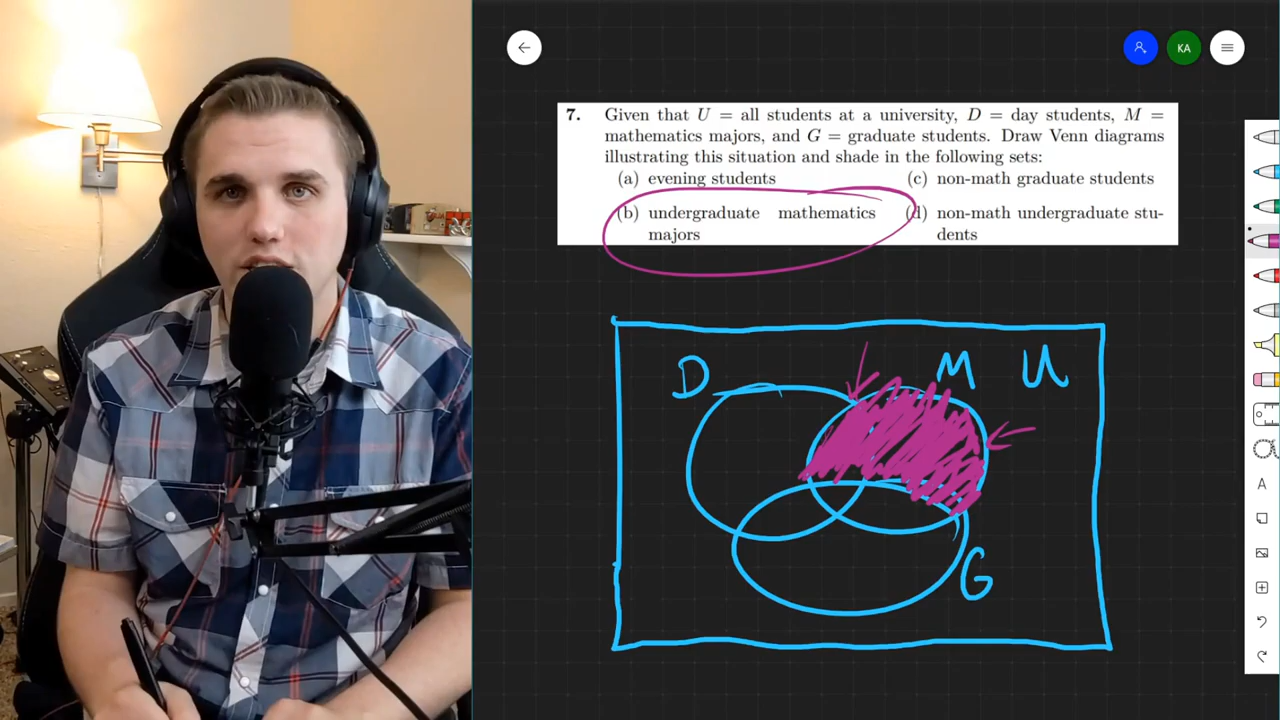 KA
7. Given that U = all students at a university, D = day students, M =
mathematics majors, and G = graduate students. Draw Venn diagrams
illustrating this situation and shade in the following sets:
(a) evening students (c) non-math graduate students
(b) undergraduate mathematics (d) non-math undergraduate stu-
majors dents
D M U
G
A